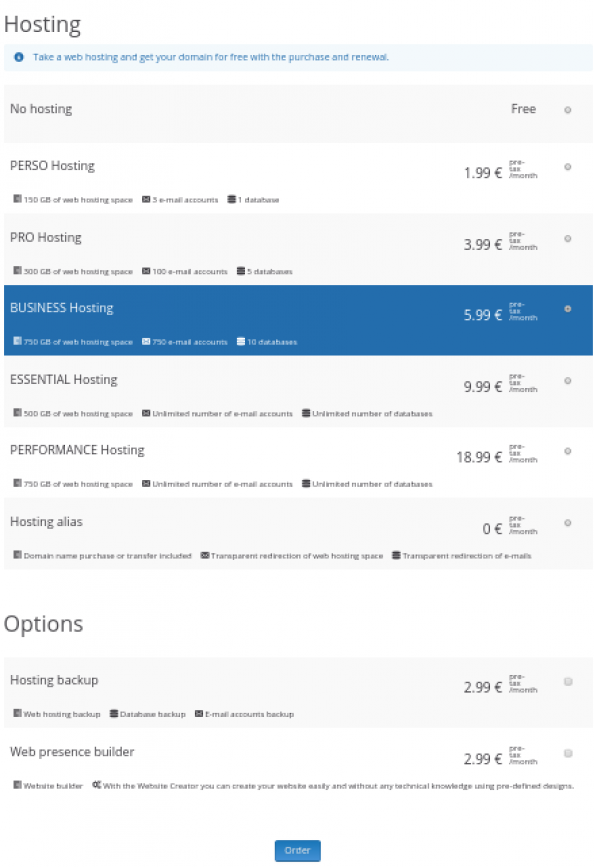 Hosting
Take a web hosting and get your domain for free with the purchase and renewal.
No hosting Free
PERSO Hosting 1.99 € pre-tax /month
150 GB of web hosting space 5 e-mail accounts 1 database
PRO Hosting 3.99 € pre-tax /month
300 GB of web hosting space 100 e-mail accounts 5 databases
BUSINESS Hosting 5.99 € pre-tax /month
750 GB of web hosting space 750 e-mail accounts 10 databases
ESSENTIAL Hosting 9.99 € pre-tax /month
500 GB of web hosting space Unlimited number of e-mail accounts Unlimited number of databases
PERFORMANCE Hosting 18.99 € pre-tax /month
750 GB of web hosting space Unlimited number of e-mail accounts Unlimited number of databases
Hosting alias 0 € pre-tax /month
Domain name purchase or transfer included Transparent redirection of web hosting space Transparent redirection of e-mails
Options
Hosting backup 2.99 € pre-tax /month
Web hosting backup Database backup E-mail accounts backup
Web presence builder 2.99 € pre-tax /month
Website builder With the Website Creator you can create your website easily and without any technical knowledge using pre-defined designs.
Order